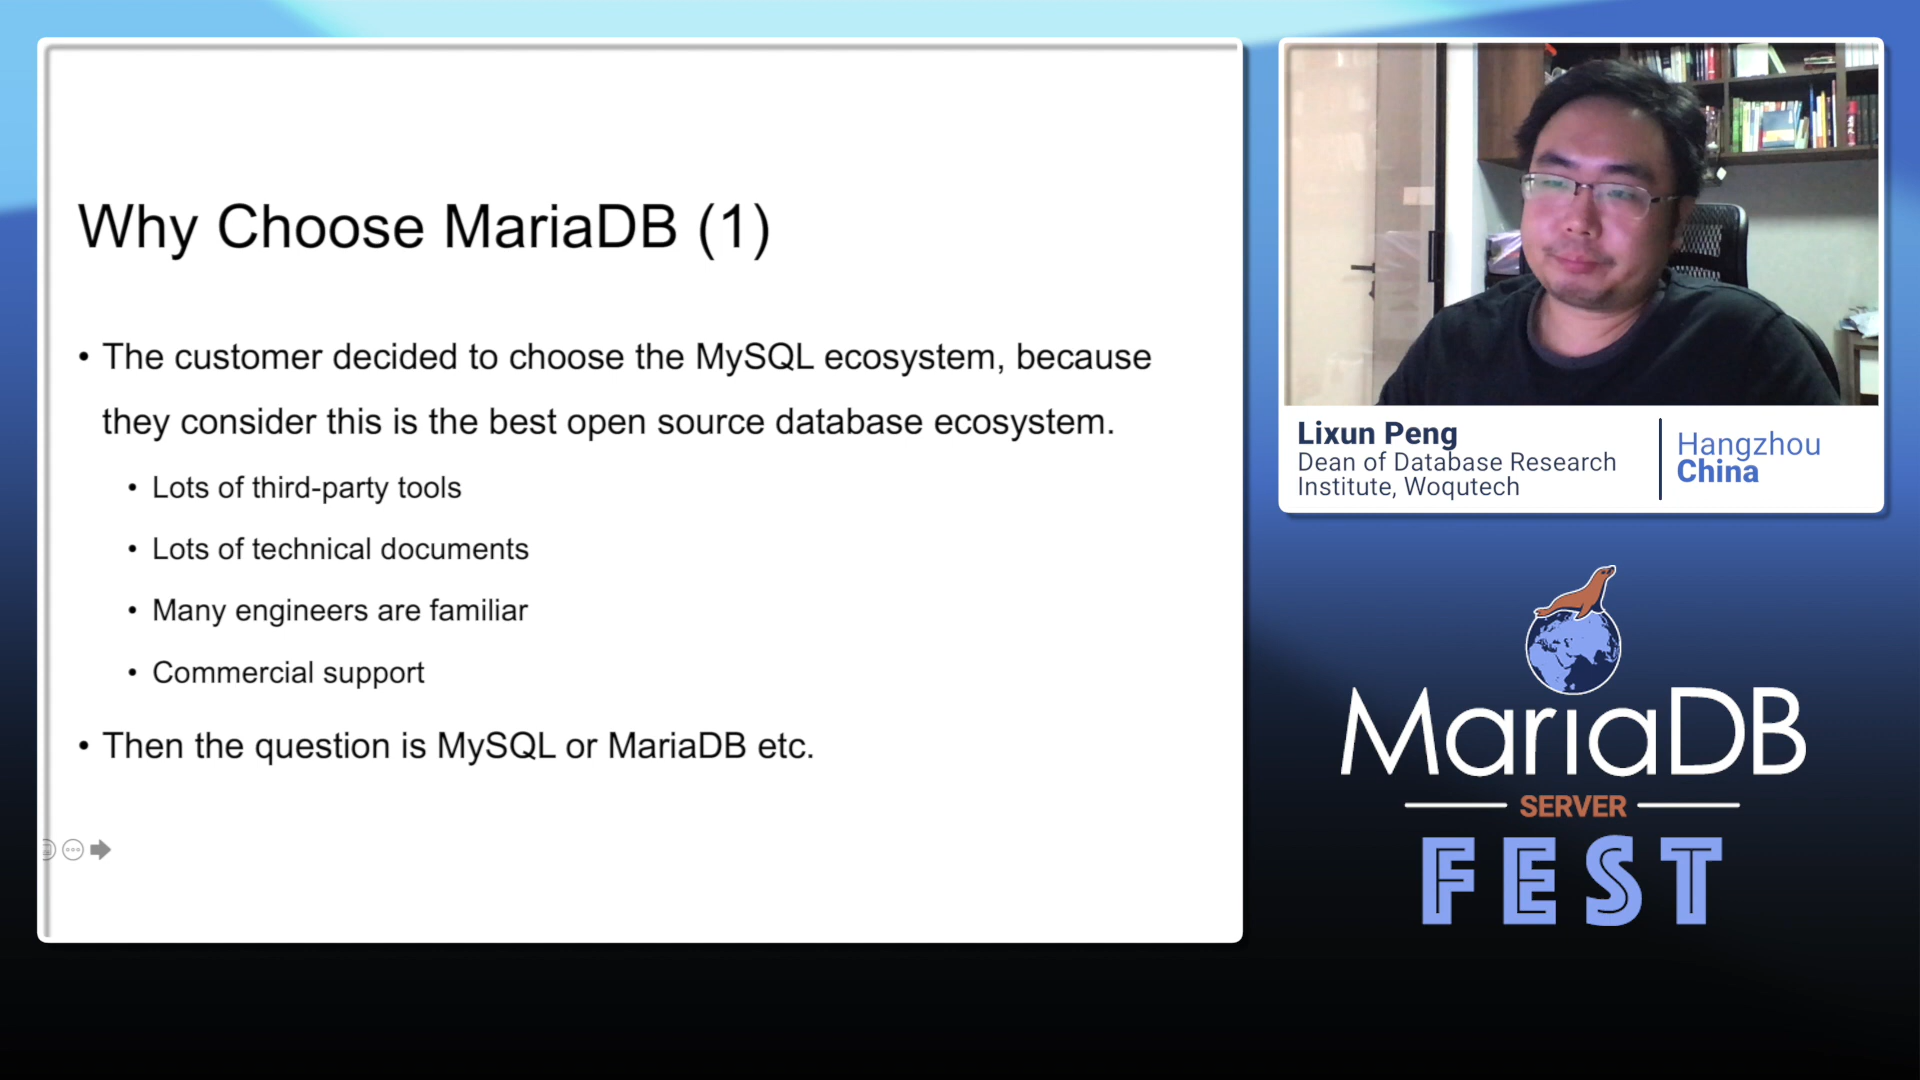 Why Choose MariaDB (1)
• The customer decided to choose the MySQL ecosystem, because
they consider this is the best open source database ecosystem.
• Lots of third-party tools
• Lots of technical documents
• Many engineers are familiar
• Commercial support
• Then the question is MySQL or MariaDB etc.
Lixun Peng
Dean of Database Research
Institute, Woqutech
Hangzhou
China
MariaDB
SERVER
FEST